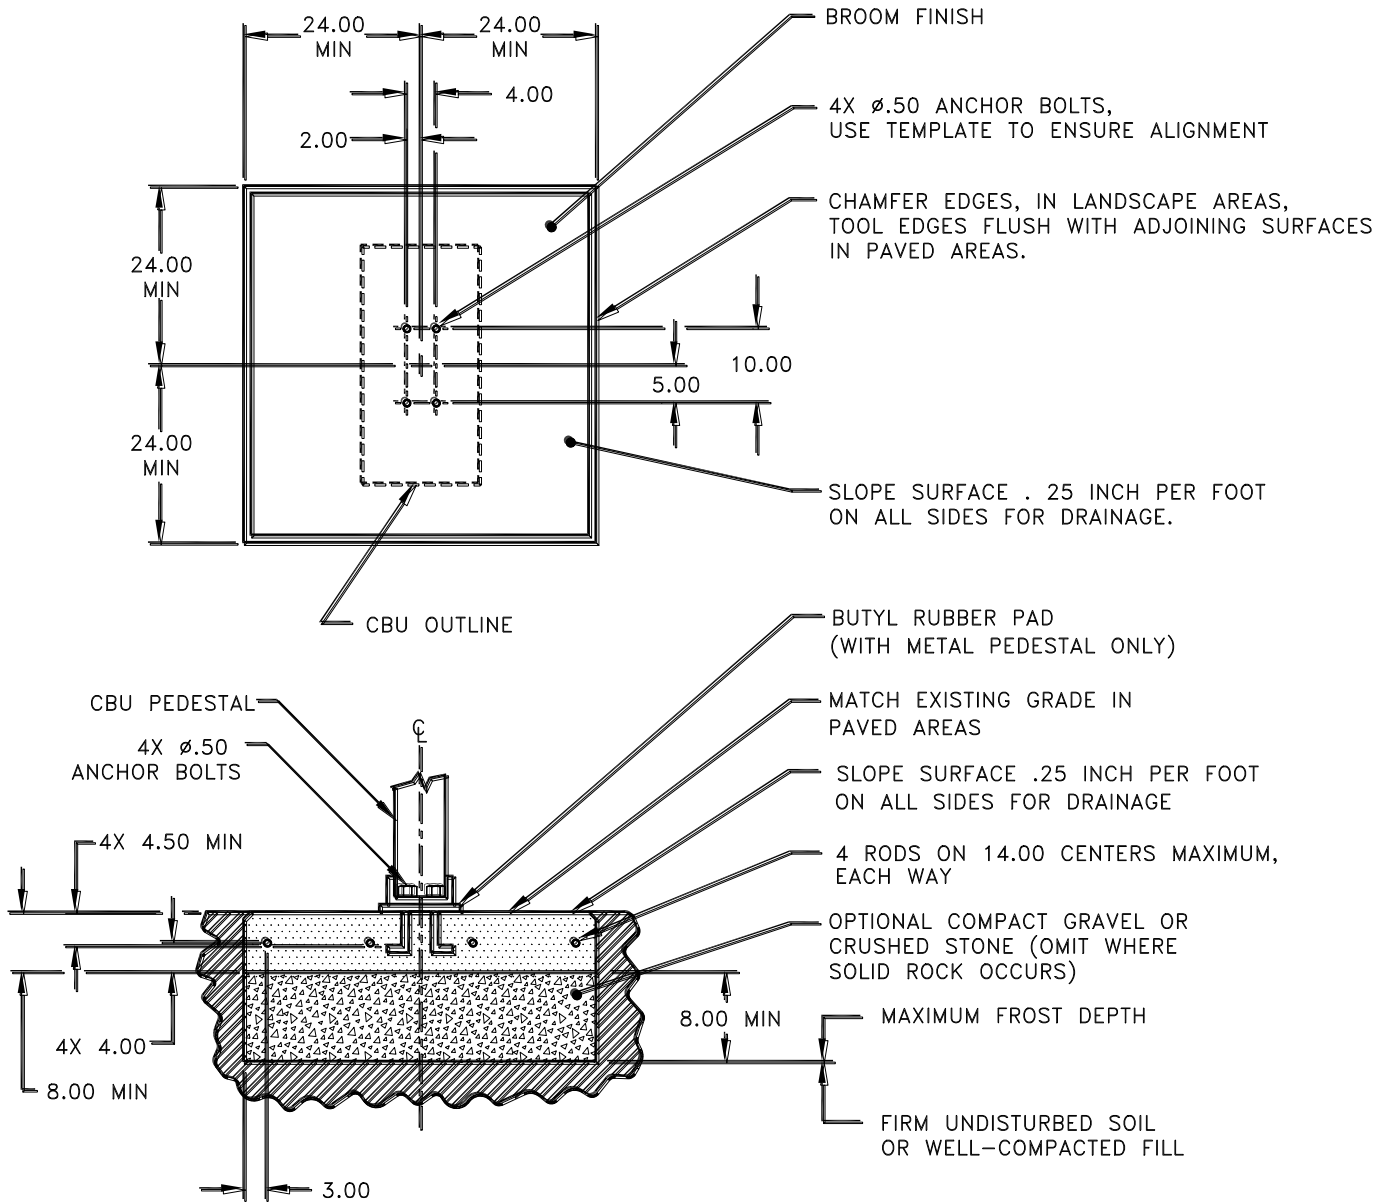 24.00
MIN
24.00
MIN
BROOM FINISH
4.00
2.00
4X ø.50 ANCHOR BOLTS,
USE TEMPLATE TO ENSURE ALIGNMENT
CHAMFER EDGES, IN LANDSCAPE AREAS,
TOOL EDGES FLUSH WITH ADJOINING SURFACES
IN PAVED AREAS.
24.00
MIN
10.00
5.00
24.00
MIN
SLOPE SURFACE . 25 INCH PER FOOT
ON ALL SIDES FOR DRAINAGE.
CBU OUTLINE
BUTYL RUBBER PAD
(WITH METAL PEDESTAL ONLY)
CBU PEDESTAL
MATCH EXISTING GRADE IN
PAVED AREAS
℄
4X ø.50
ANCHOR BOLTS
SLOPE SURFACE .25 INCH PER FOOT
ON ALL SIDES FOR DRAINAGE
4X 4.50 MIN
4 RODS ON 14.00 CENTERS MAXIMUM,
EACH WAY
OPTIONAL COMPACT GRAVEL OR
CRUSHED STONE (OMIT WHERE
SOLID ROCK OCCURS)
8.00 MIN
MAXIMUM FROST DEPTH
4X 4.00
8.00 MIN
FIRM UNDISTURBED SOIL
OR WELL-COMPACTED FILL
3.00